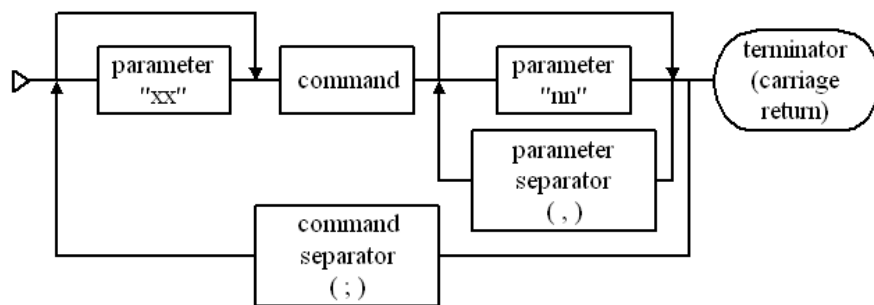 parameter
"xx"
command
parameter
"nn"
terminator
(carriage
return)
parameter
separator
( , )
command
separator
( ; )